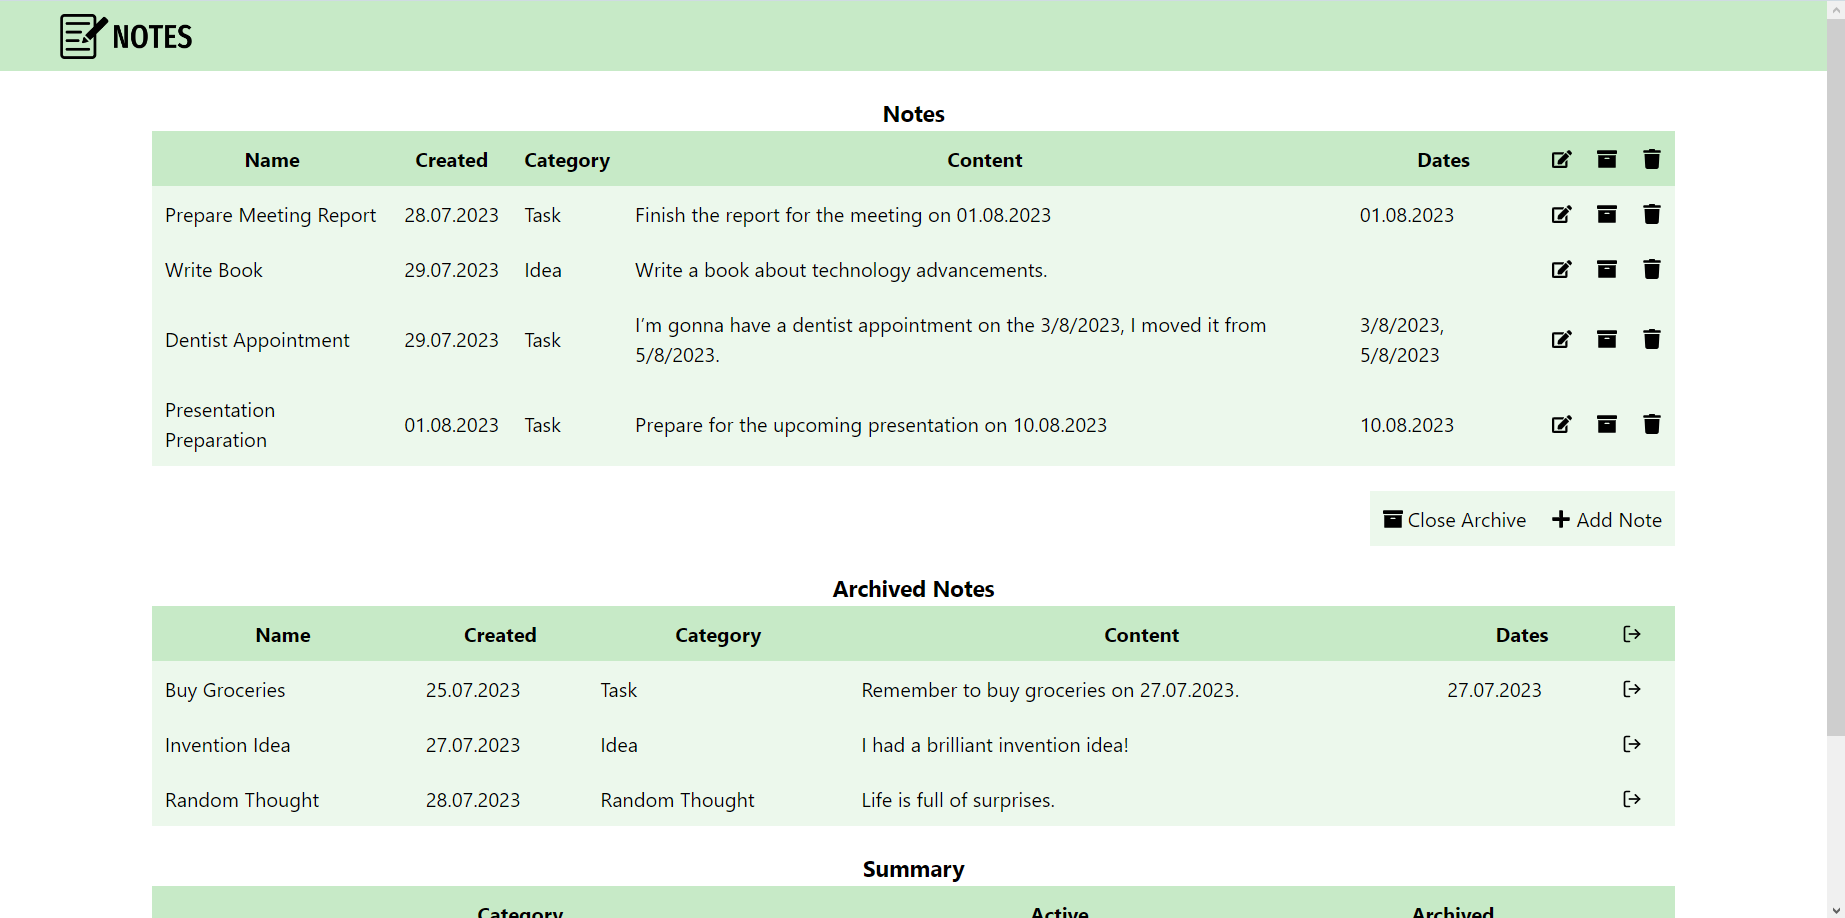 NOTES
Notes
Name Created Category Content Dates
Prepare Meeting Report 28.07.2023 Task Finish the report for the meeting on 01.08.2023 01.08.2023
Write Book 29.07.2023 Idea Write a book about technology advancements.
Dentist Appointment 29.07.2023 Task I'm gonna have a dentist appointment on the 3/8/2023, I moved it from 3/8/2023,
5/8/2023. 5/8/2023
Presentation
Preparation 01.08.2023 Task Prepare for the upcoming presentation on 10.08.2023 10.08.2023
Close Archive Add Note
Archived Notes
Name Created Category Content Dates
Buy Groceries 25.07.2023 Task Remember to buy groceries on 27.07.2023. 27.07.2023
Invention Idea 27.07.2023 Idea I had a brilliant invention idea!
Random Thought 28.07.2023 Random Thought Life is full of surprises.
Summary
Category Active Archived